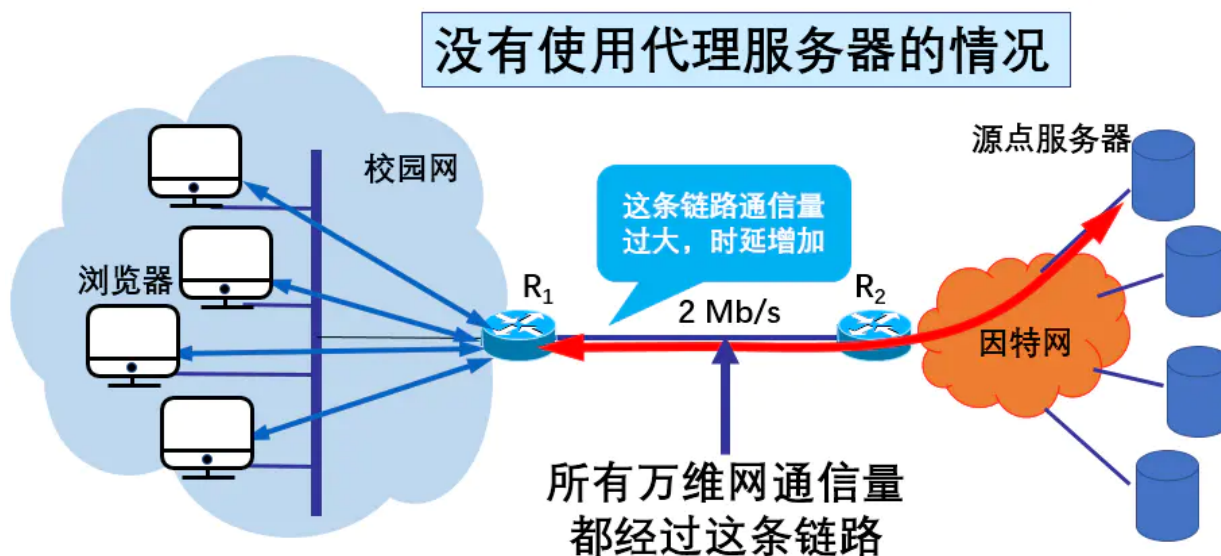 没有使用代理服务器的情况
源点服务器
校园网
这条链路通信量
过大，时延增加
浏览器
R₁
2 Mb/s
R₂
因特网
所有万维网通信量
都经过这条链路